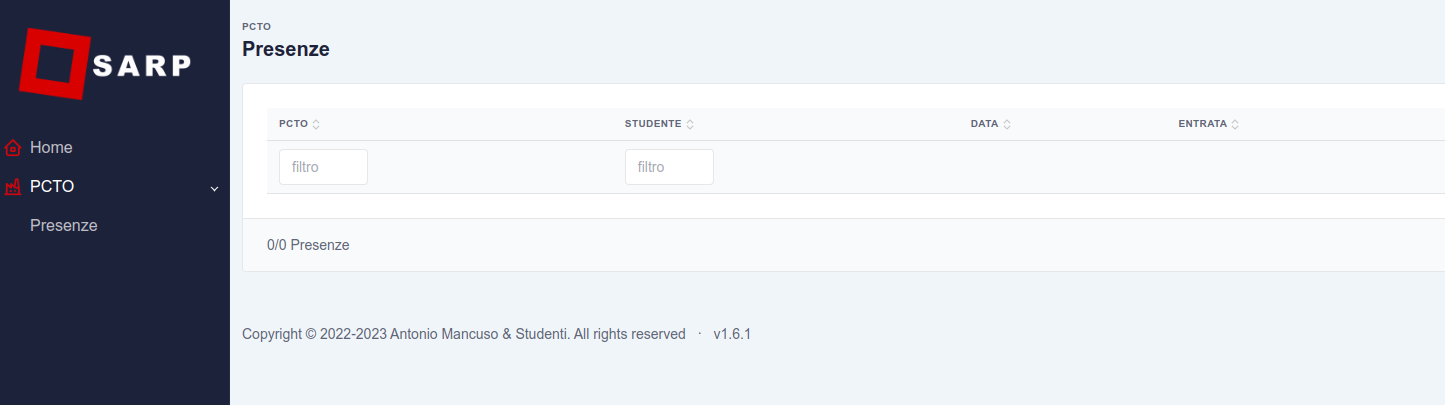 SARP
Home
PCTO
Presenze
PCTO
Presenze
PCTO STUDENTE DATA ENTRATA
filtro filtro
0/0 Presenze
Copyright © 2022-2023 Antonio Mancuso & Studenti. All rights reserved · v1.6.1